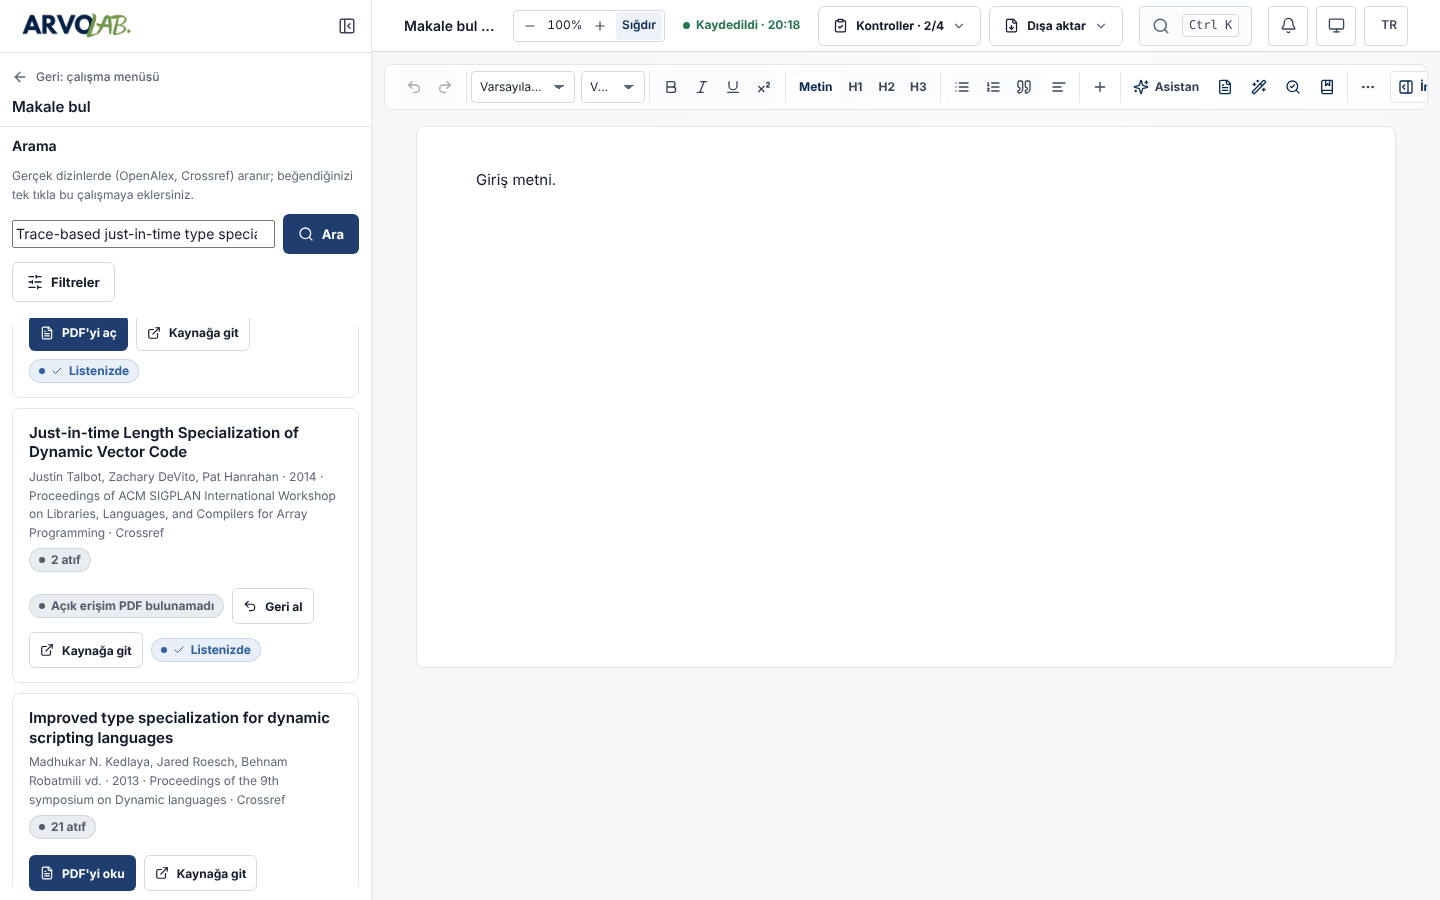 ARVOLAB.
Makale bul ...
100%
Sığdır
Kaydedildi · 20:18
Kontroller · 2/4
Dışa aktar
Ctrl K
TR
Geri: çalışma menüsü
Makale bul
Varsayıla...
V...
B I U x²
Metin H1 H2 H3
Asistan
Arama
Gerçek dizinlerde (OpenAlex, Crossref) aranır; beğendiğinizi
tek tıkla bu çalışmaya eklersiniz.
Trace-based just-in-time type specia
Ara
Filtreler
PDF'yi aç
Kaynağa git
Listenizde
Just-in-time Length Specialization of
Dynamic Vector Code
Justin Talbot, Zachary DeVito, Pat Hanrahan · 2014 ·
Proceedings of ACM SIGPLAN International Workshop
on Libraries, Languages, and Compilers for Array
Programming · Crossref
2 atıf
Açık erişim PDF bulunamadı
Geri al
Kaynağa git
Listenizde
Improved type specialization for dynamic
scripting languages
Madhukar N. Kedlaya, Jared Roesch, Behnam
Robatmili vd. · 2013 · Proceedings of the 9th
symposium on Dynamic languages · Crossref
21 atıf
PDF'yi oku
Kaynağa git
Giriş metni.